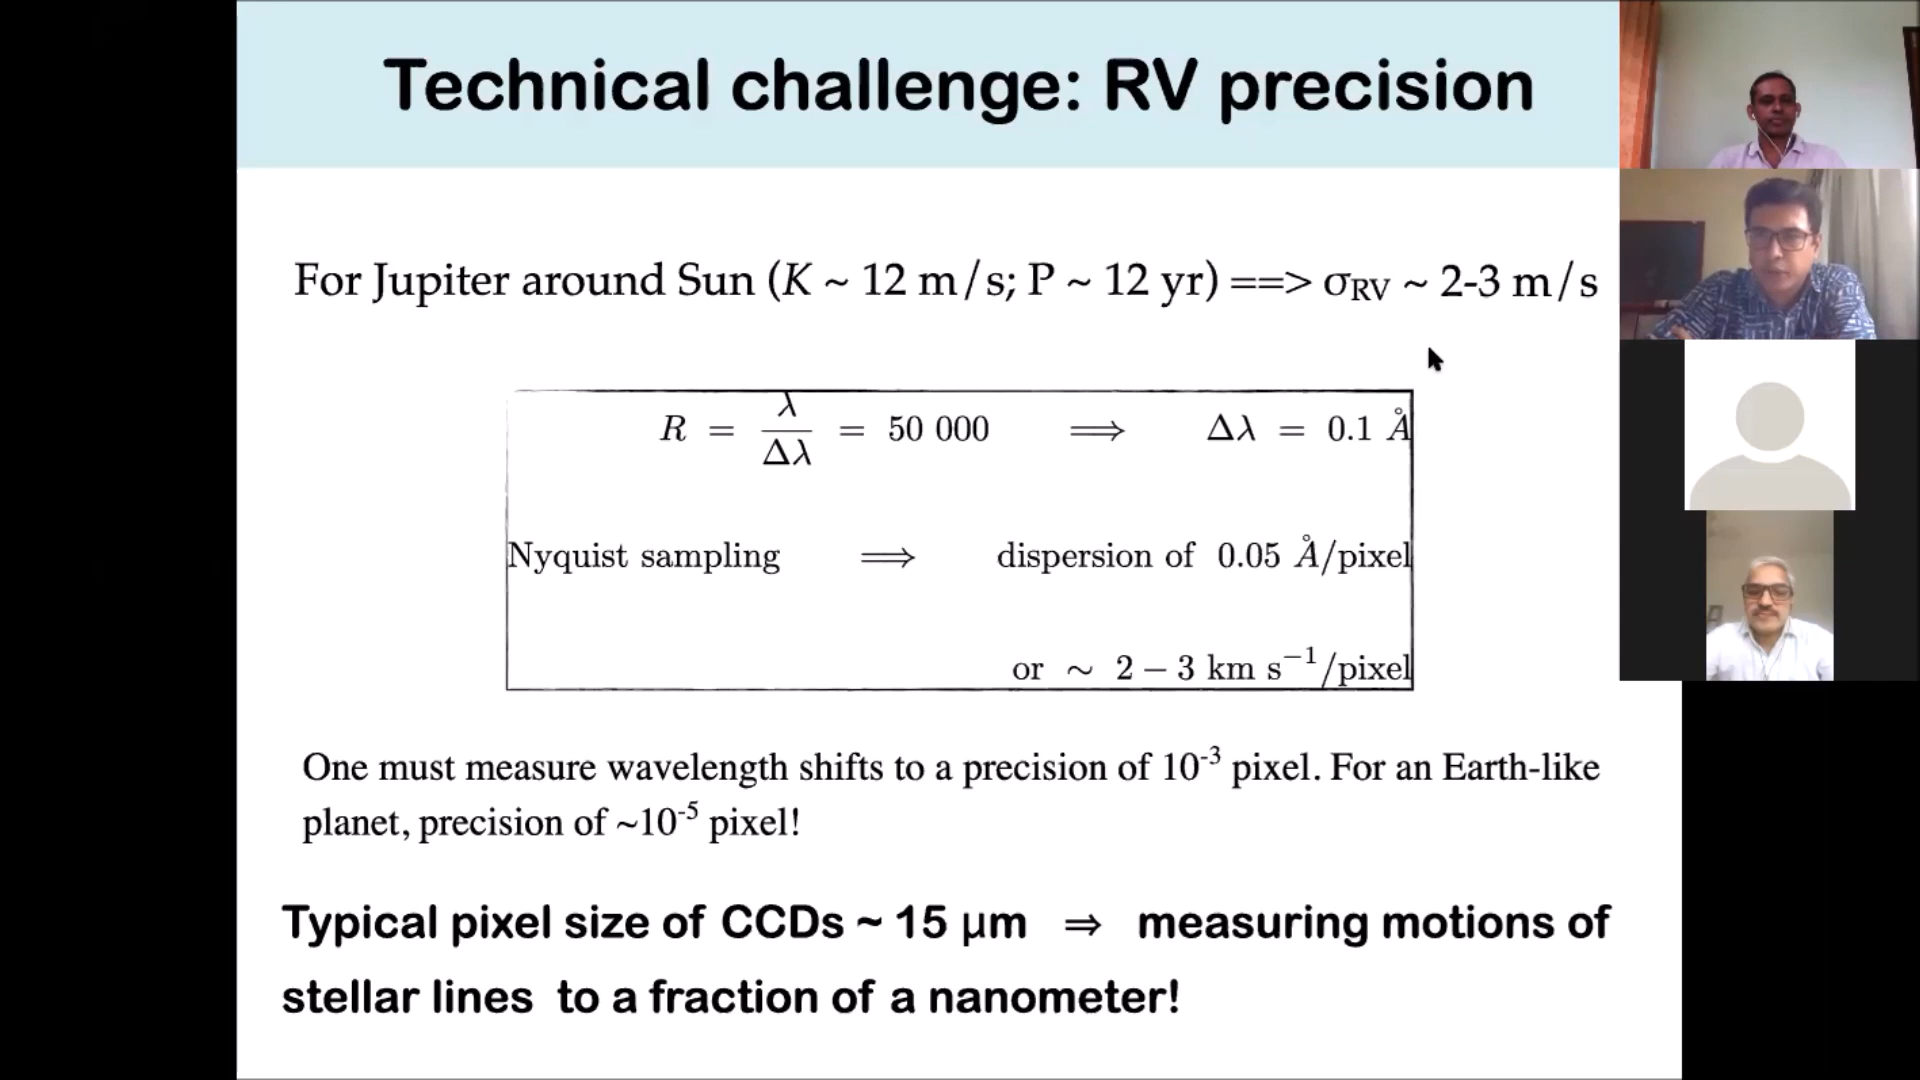 Technical challenge: RV precision
For Jupiter around Sun (K ~ 12 m/s; P ~ 12 yr) ==> σRV ~ 2-3 m/s
R = λ/Δλ = 50 000 ⟹ Δλ = 0.1 Å
Nyquist sampling ⟹ dispersion of 0.05 Å/pixel
or ∼ 2 – 3 km s⁻¹/pixel
One must measure wavelength shifts to a precision of 10⁻³ pixel. For an Earth-like
planet, precision of ~10⁻⁵ pixel!
Typical pixel size of CCDs ~ 15 µm ⇒ measuring motions of
stellar lines to a fraction of a nanometer!